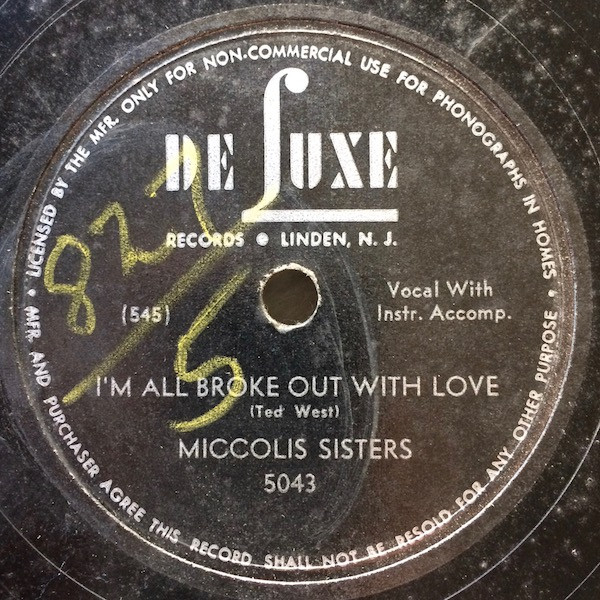 • LICENSED BY THE MFR. ONLY FOR NON-COMMERCIAL USE FOR PHONOGRAPHS IN HOMES •
DE LUXE
RECORDS • LINDEN, N. J.
827
5
(545)
Vocal With
Instr. Accomp.
I'M ALL BROKE OUT WITH LOVE
(Ted West)
MICCOLIS SISTERS
5043
MFR. AND PURCHASER AGREE THIS RECORD SHALL NOT BE RESOLD FOR ANY OTHER PURPOSE